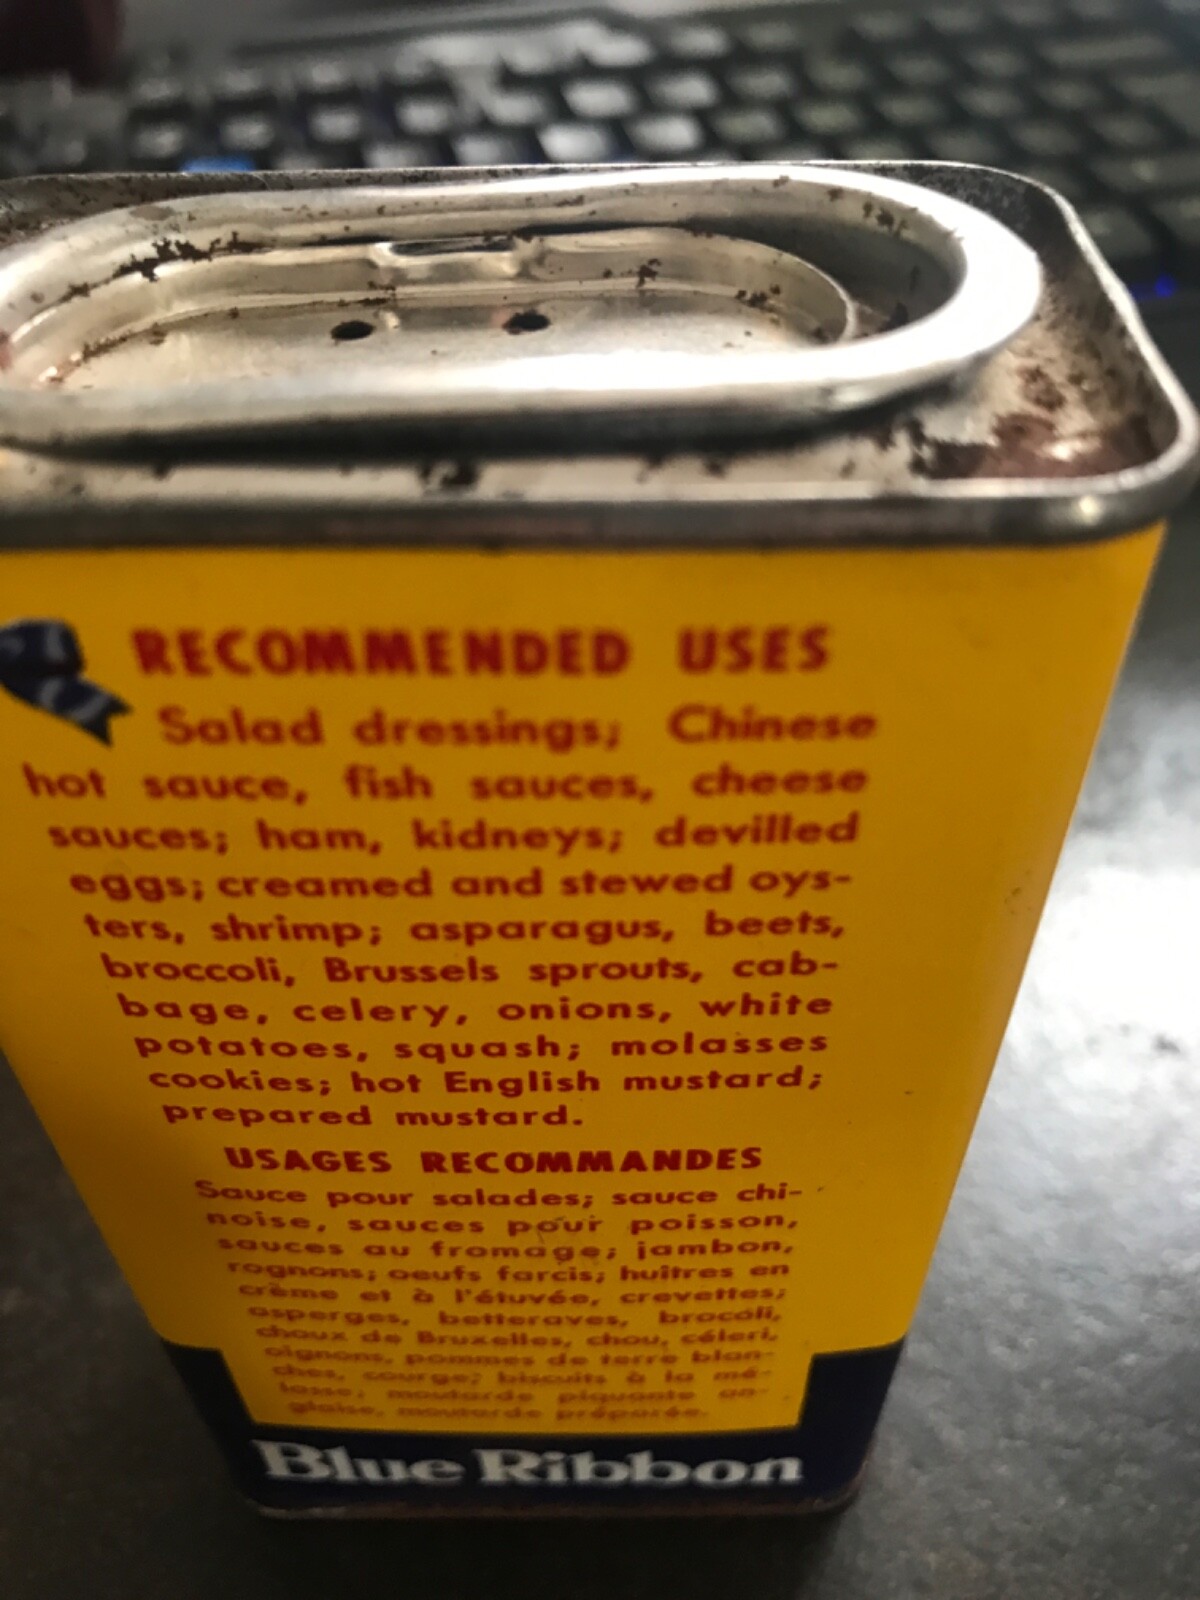 RECOMMENDED USES
Salad dressings; Chinese
hot sauce, fish sauces, cheese
sauces; ham, kidneys; devilled
eggs; creamed and stewed oys-
ters, shrimp; asparagus, beets,
broccoli, Brussels sprouts, cab-
bage, celery, onions, white
potatoes, squash; molasses
cookies; hot English mustard;
prepared mustard.
USAGES RECOMMANDES
Sauce pour salades; sauce chi-
noise, sauces pour poisson,
sauces au fromage; jambon,
rognons; oeufs farcis; huîtres en
crème et à l'étuvée, crevettes;
asperges, betteraves, brocoli,
choux de Bruxelles, chou, céleri,
oignons, pommes de terre blan-
ches, courge; biscuits à la mé-
lasse; moutarde piquante an-
glaise, moutarde préparée.
Blue Ribbon